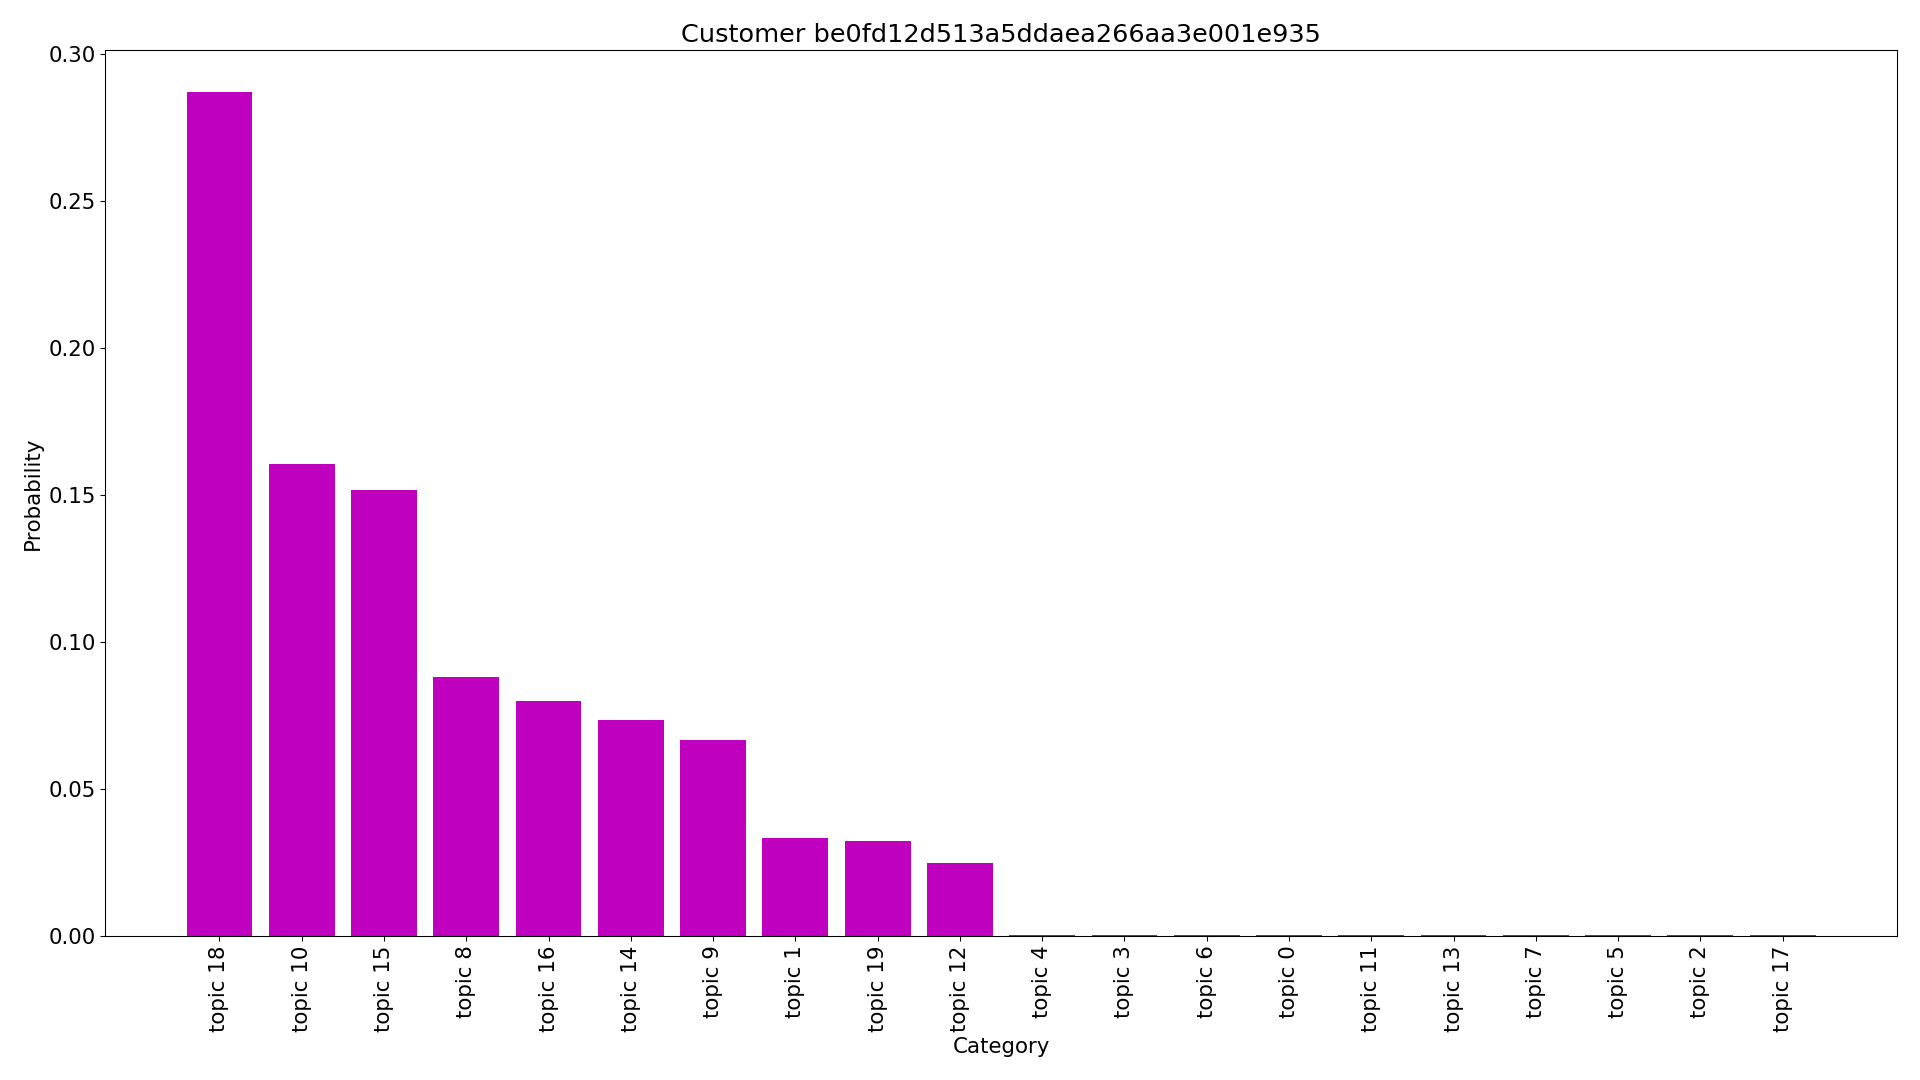 Customer be0fd12d513a5ddaea266aa3e001e935
Probability
0.30
0.25
0.20
0.15
0.10
0.05
0.00
topic 18
topic 10
topic 15
topic 8
topic 16
topic 14
topic 9
topic 1
topic 19
topic 12
topic 4
topic 3
topic 6
topic 0
topic 11
topic 13
topic 7
topic 5
topic 2
topic 17
Category